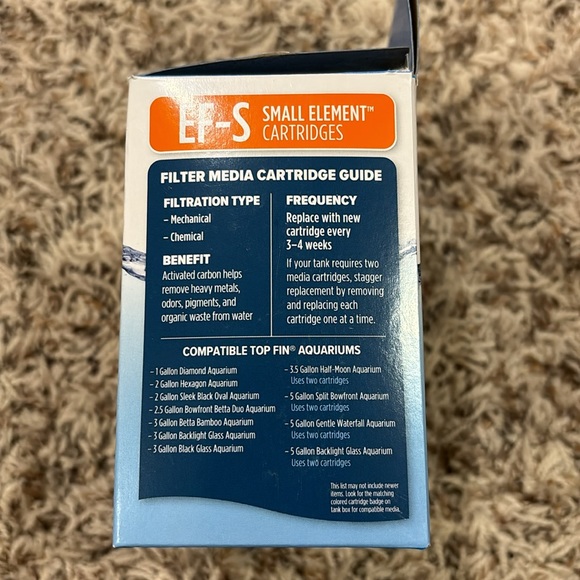 EF-S SMALL ELEMENT™
CARTRIDGES
FILTER MEDIA CARTRIDGE GUIDE
FILTRATION TYPE
– Mechanical
– Chemical
BENEFIT
Activated carbon helps
remove heavy metals,
odors, pigments, and
organic waste from water
FREQUENCY
Replace with new
cartridge every
3–4 weeks
If your tank requires two
media cartridges, stagger
replacement by removing
and replacing each
cartridge one at a time.
COMPATIBLE TOP FIN® AQUARIUMS
– 1 Gallon Diamond Aquarium
– 2 Gallon Hexagon Aquarium
– 2 Gallon Sleek Black Oval Aquarium
– 2.5 Gallon Bowfront Betta Duo Aquarium
– 3 Gallon Betta Bamboo Aquarium
– 3 Gallon Backlight Glass Aquarium
– 3 Gallon Black Glass Aquarium
– 3.5 Gallon Half-Moon Aquarium
Uses two cartridges
– 5 Gallon Split Bowfront Aquarium
Uses two cartridges
– 5 Gallon Gentle Waterfall Aquarium
Uses two cartridges
– 5 Gallon Backlight Glass Aquarium
Uses two cartridges
This list may not include newer
items. Look for the matching
colored cartridge badge on
tank box for compatible media.